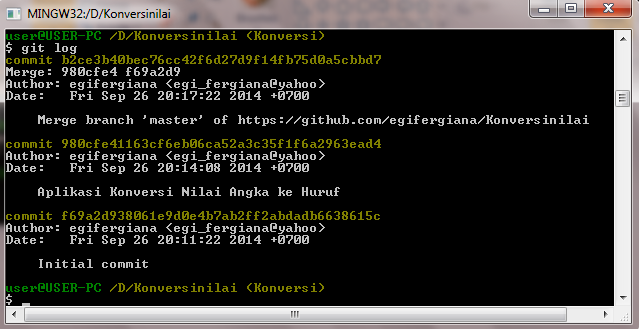 MINGW32:/D/Konversinilai
user@USER-PC /D/Konversinilai (Konversi)
$ git log
commit b2ce3b40bec76cc42f6d27d9f14fb75d0a5cbbd7
Merge: 980cfe4 f69a2d9
Author: egifergiana <egi_fergiana@yahoo>
Date:   Fri Sep 26 20:17:22 2014 +0700
    Merge branch 'master' of https://github.com/egifergiana/Konversinilai
commit 980cfe41163cf6eb06ca52a3c35f1f6a2963ead4
Author: egifergiana <egi_fergiana@yahoo>
Date:   Fri Sep 26 20:14:08 2014 +0700
    Aplikasi Konversi Nilai Angka ke Huruf
commit f69a2d938061e9d0e4b7ab2ff2abdadb6638615c
Author: egifergiana <egi_fergiana@yahoo>
Date:   Fri Sep 26 20:11:22 2014 +0700
    Initial commit
user@USER-PC /D/Konversinilai (Konversi)
$ _